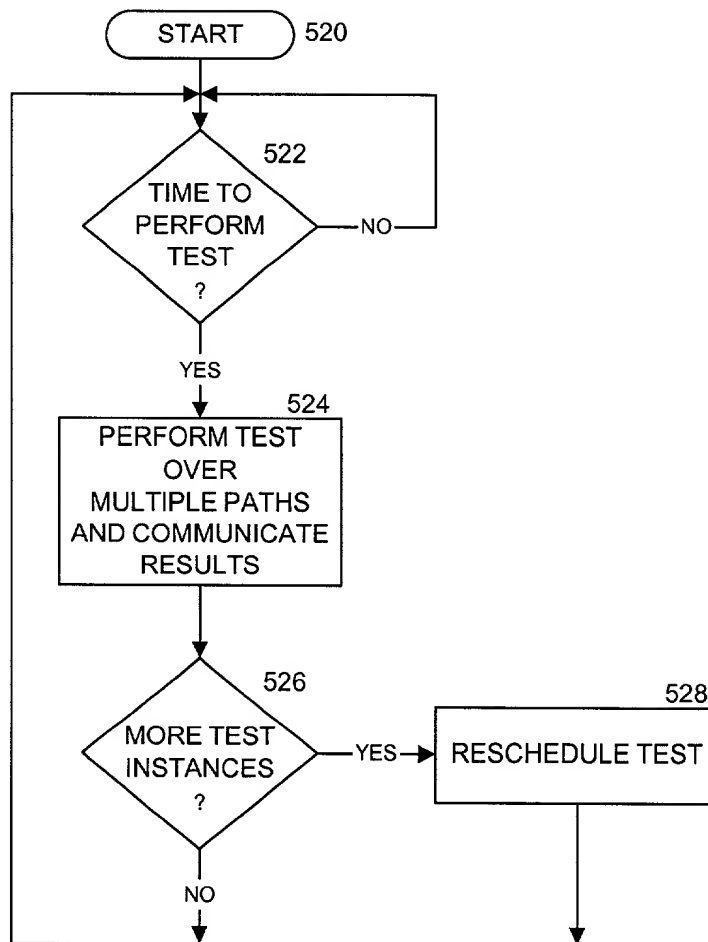 START
520
522
TIME TO
PERFORM
TEST
?
NO
YES
524
PERFORM TEST
OVER
MULTIPLE PATHS
AND COMMUNICATE
RESULTS
526
MORE TEST
INSTANCES
?
YES
528
RESCHEDULE TEST
NO